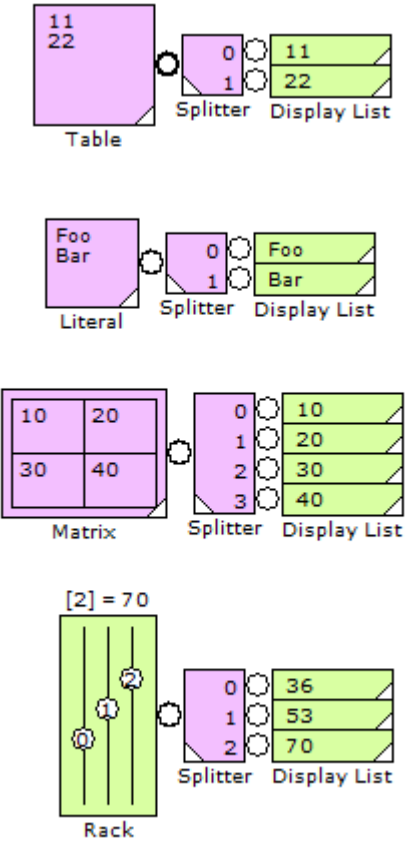 11
22
0 11
1 22
Table Splitter Display List
Foo
Bar
0 Foo
1 Bar
Literal Splitter Display List
10 20
30 40
0 10
1 20
2 30
3 40
Matrix Splitter Display List
[2] = 70
0 1 2
0 36
1 53
2 70
Splitter Display List
Rack